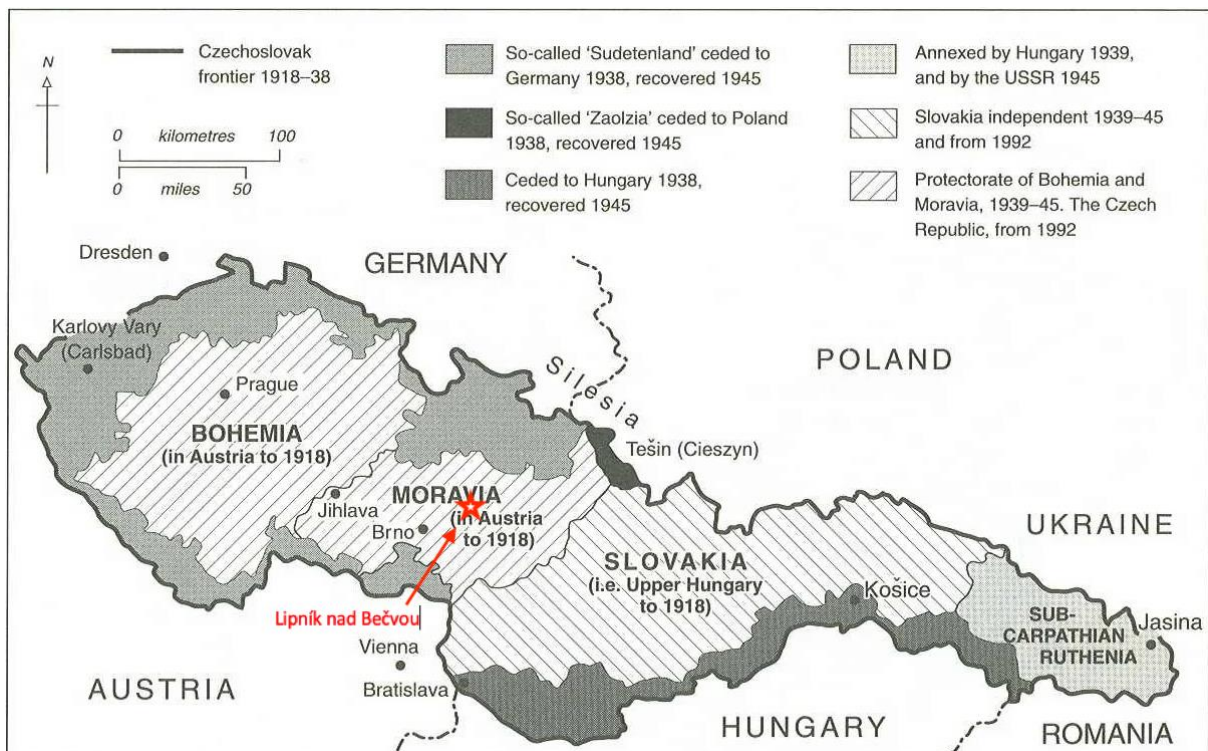 N
Czechoslovak
frontier 1918–38
0 kilometres 100
0 miles 50
So-called 'Sudetenland' ceded to
Germany 1938, recovered 1945
So-called 'Zaolzia' ceded to Poland
1938, recovered 1945
Ceded to Hungary 1938,
recovered 1945
Annexed by Hungary 1939,
and by the USSR 1945
Slovakia independent 1939–45
and from 1992
Protectorate of Bohemia and
Moravia, 1939–45. The Czech
Republic, from 1992
Dresden
GERMANY
Karlovy Vary
(Carlsbad)
POLAND
Silesia
Prague
BOHEMIA
(in Austria to 1918)
Tešin (Cieszyn)
Jihlava
MORAVIA
(in Austria
to 1918)
Brno
UKRAINE
SLOVAKIA
(i.e. Upper Hungary
to 1918)
Košice
Lipník nad Bečvou
SUB-
CARPATHIAN
RUTHENIA
Jasina
Vienna
Bratislava
AUSTRIA
HUNGARY
ROMANIA